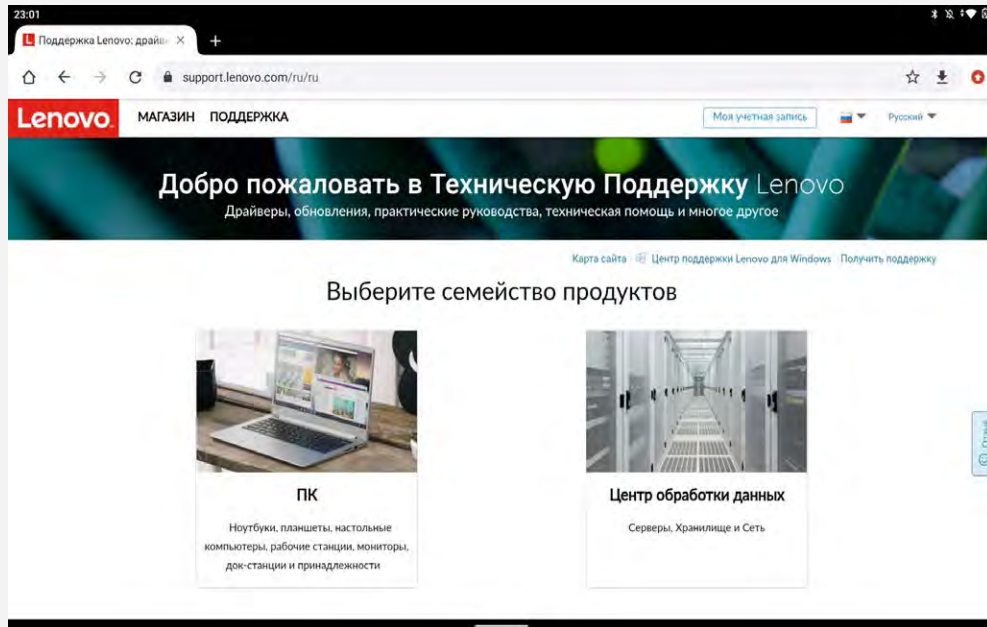 23:01
Поддержка Lenovo: драйв
support.lenovo.com/ru/ru
Lenovo. МАГАЗИН ПОДДЕРЖКА Моя учетная запись Русский
Добро пожаловать в Техническую Поддержку Lenovo
Драйверы, обновления, практические руководства, техническая помощь и многое другое
Карта сайта Центр поддержки Lenovo для Windows Получить поддержку
Выберите семейство продуктов
ПК
Ноутбуки, планшеты, настольные
компьютеры, рабочие станции, мониторы,
док-станции и принадлежности
Центр обработки данных
Серверы, Хранилище и Сеть